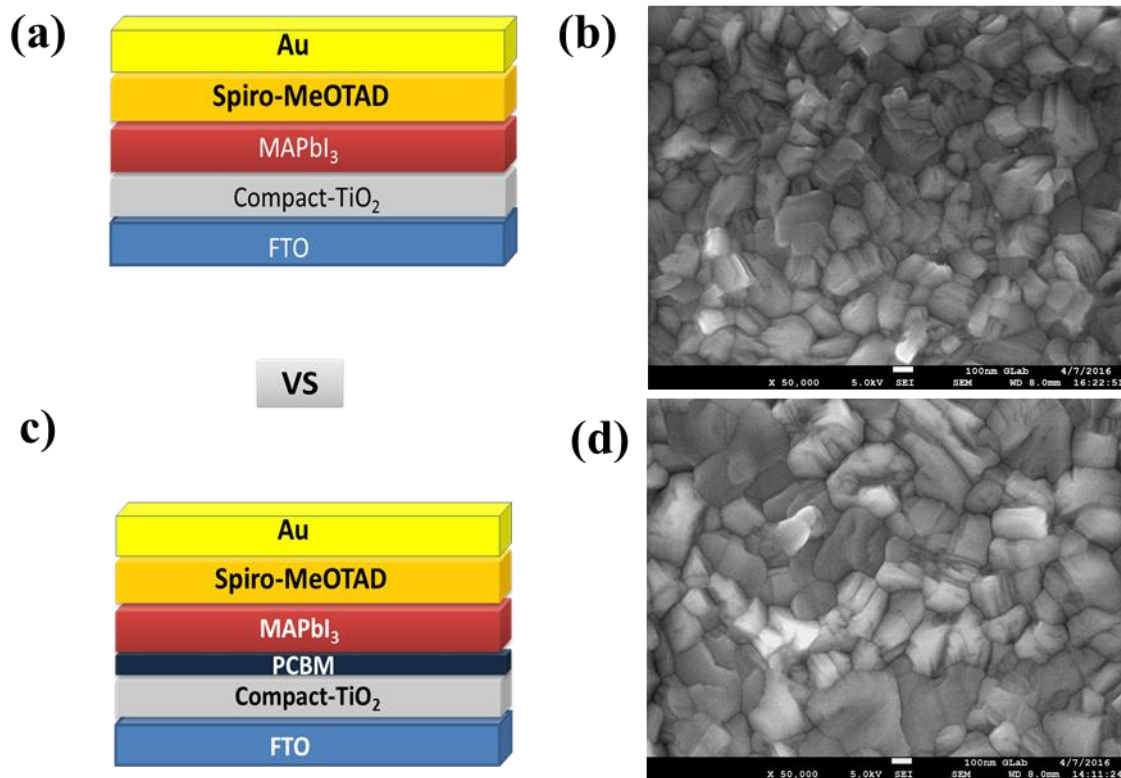 (a)
Au
Spiro-MeOTAD
MAPbI₃
Compact-TiO₂
FTO
(b)
100nm GLab 4/7/2016
X 50,000 5.0kV SEI SEM WD 8.0mm 16:22:51
VS
c)
Au
Spiro-MeOTAD
MAPbI₃
PCBM
Compact-TiO₂
FTO
(d)
100nm GLab 4/7/2016
X 50,000 5.0kV SEI SEM WD 8.0mm 14:11:24